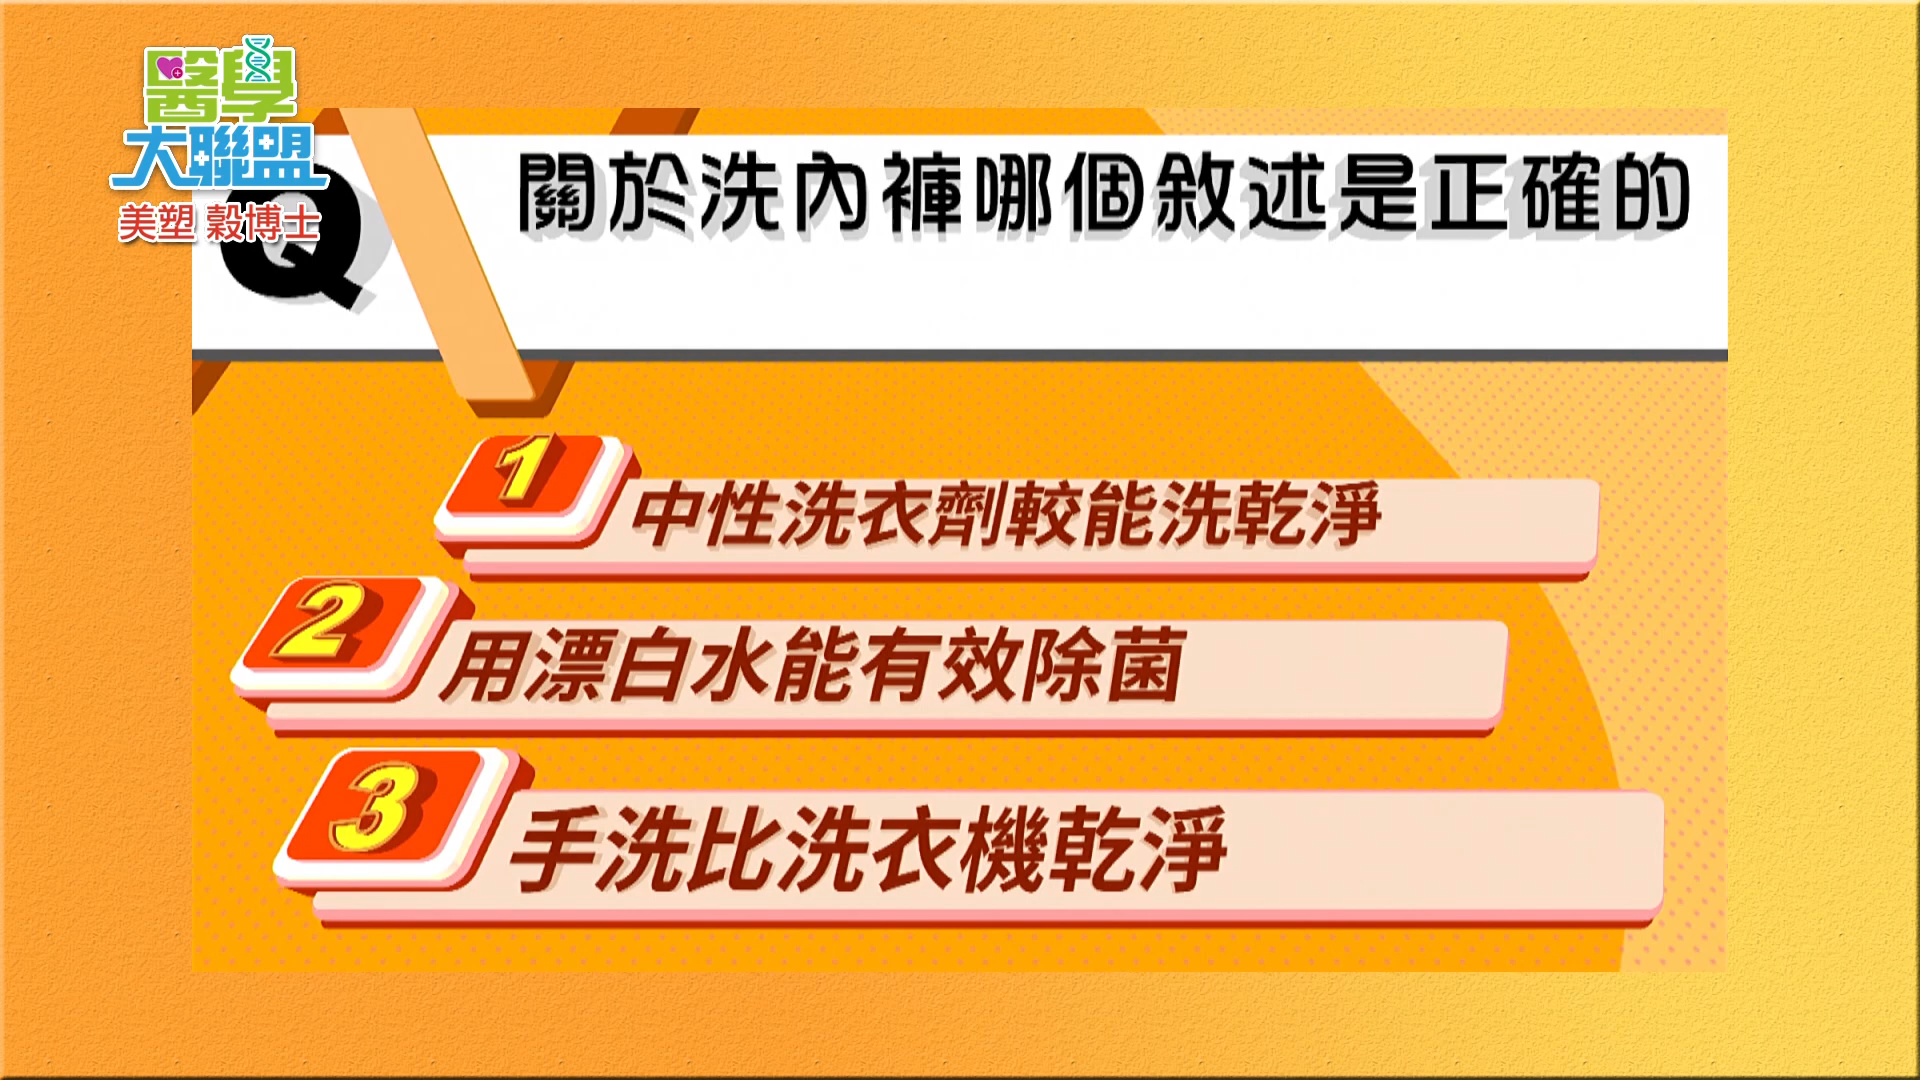 醫學
大聯盟
美塑 穀博士
Q
關於洗內褲哪個敘述是正確的
1 中性洗衣劑較能洗乾淨
2 用漂白水能有效除菌
3 手洗比洗衣機乾淨